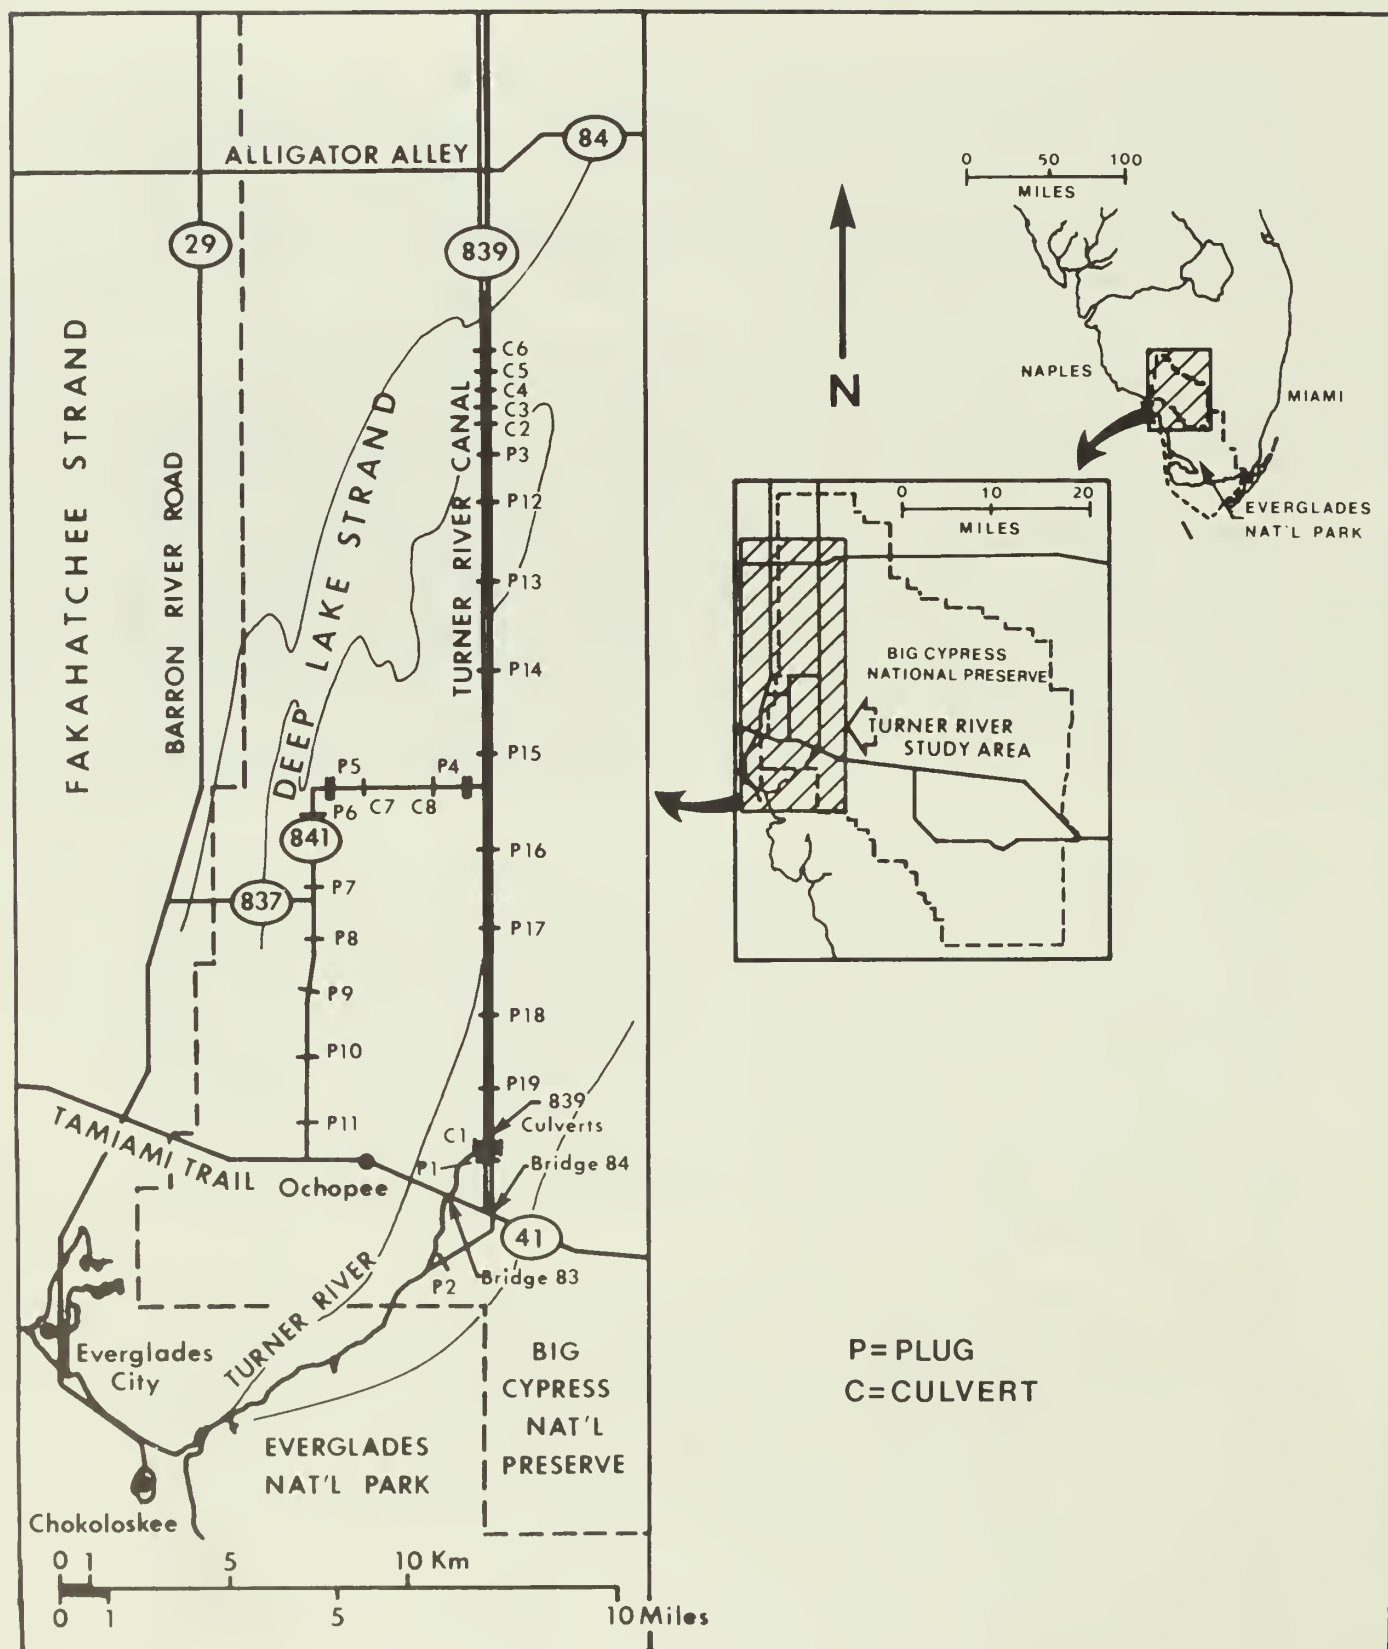 84
ALLIGATOR ALLEY
29
839
FAKAHATCHEE STRAND
BARRON RIVER ROAD
DEEP LAKE STRAND
TURNER RIVER CANAL
C6
C5
C4
C3
C2
P3
P12
P13
P14
P15
P5
P4
P6
C7
C8
841
P16
P7
837
P17
P8
P9
P18
P10
P19
839
Culverts
P11
C1
P1
Bridge 84
TAMIAMI TRAIL
Ochopee
41
P2
Bridge 83
TURNER RIVER
Everglades
City
BIG
CYPRESS
NAT'L
PRESERVE
EVERGLADES
NAT'L PARK
Chokoloskee
0 1 5 10 Km
0 1 5 10 Miles
0 50 100
MILES
N
NAPLES
MIAMI
EVERGLADES
NAT'L PARK
0 10 20
MILES
BIG CYPRESS
NATIONAL PRESERVE
TURNER RIVER
STUDY AREA
P=PLUG
C=CULVERT